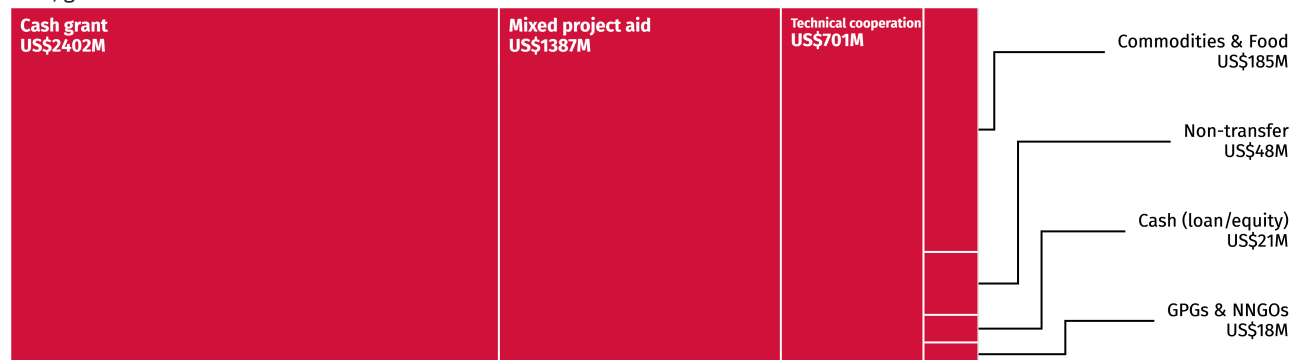 Cash grant
US$2402M
Mixed project aid
US$1387M
Technical cooperation
US$701M
Commodities & Food
US$185M
Non-transfer
US$48M
Cash (loan/equity)
US$21M
GPGs & NNGOs
US$18M